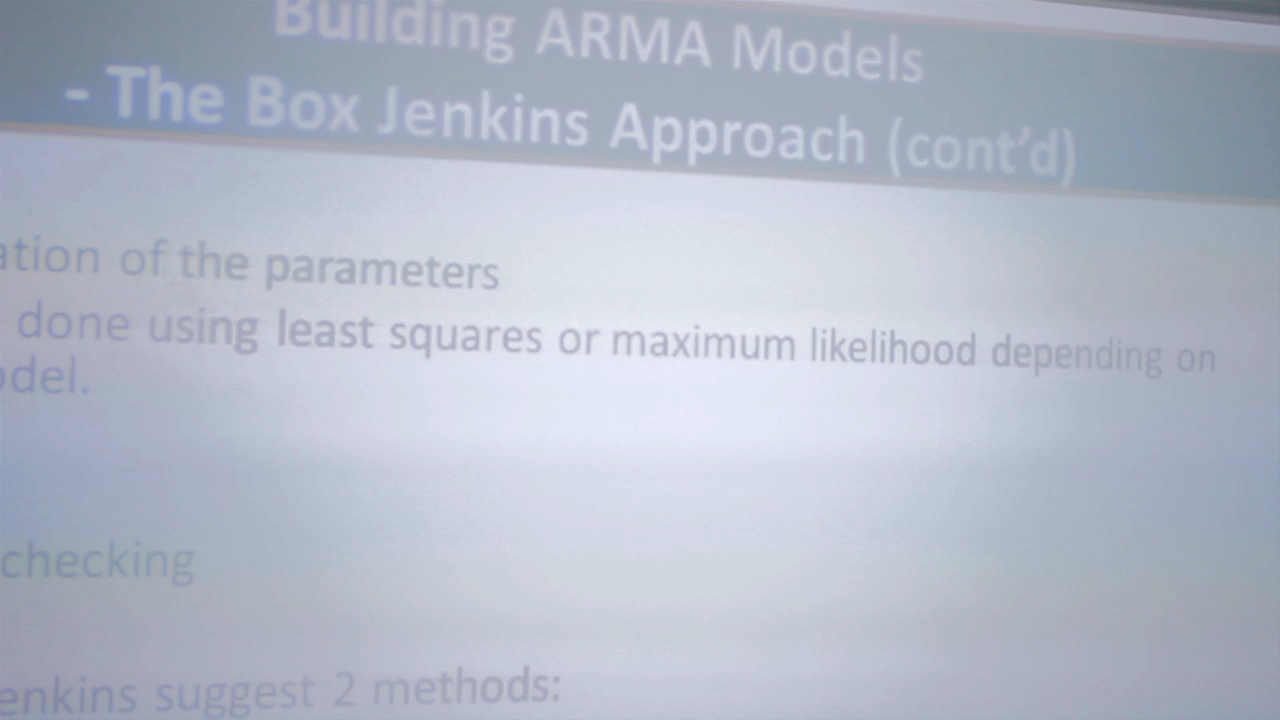 Building ARMA Models
- The Box Jenkins Approach (cont'd)
ation of the parameters
done using least squares or maximum likelihood depending on
odel.
checking
enkins suggest 2 methods: